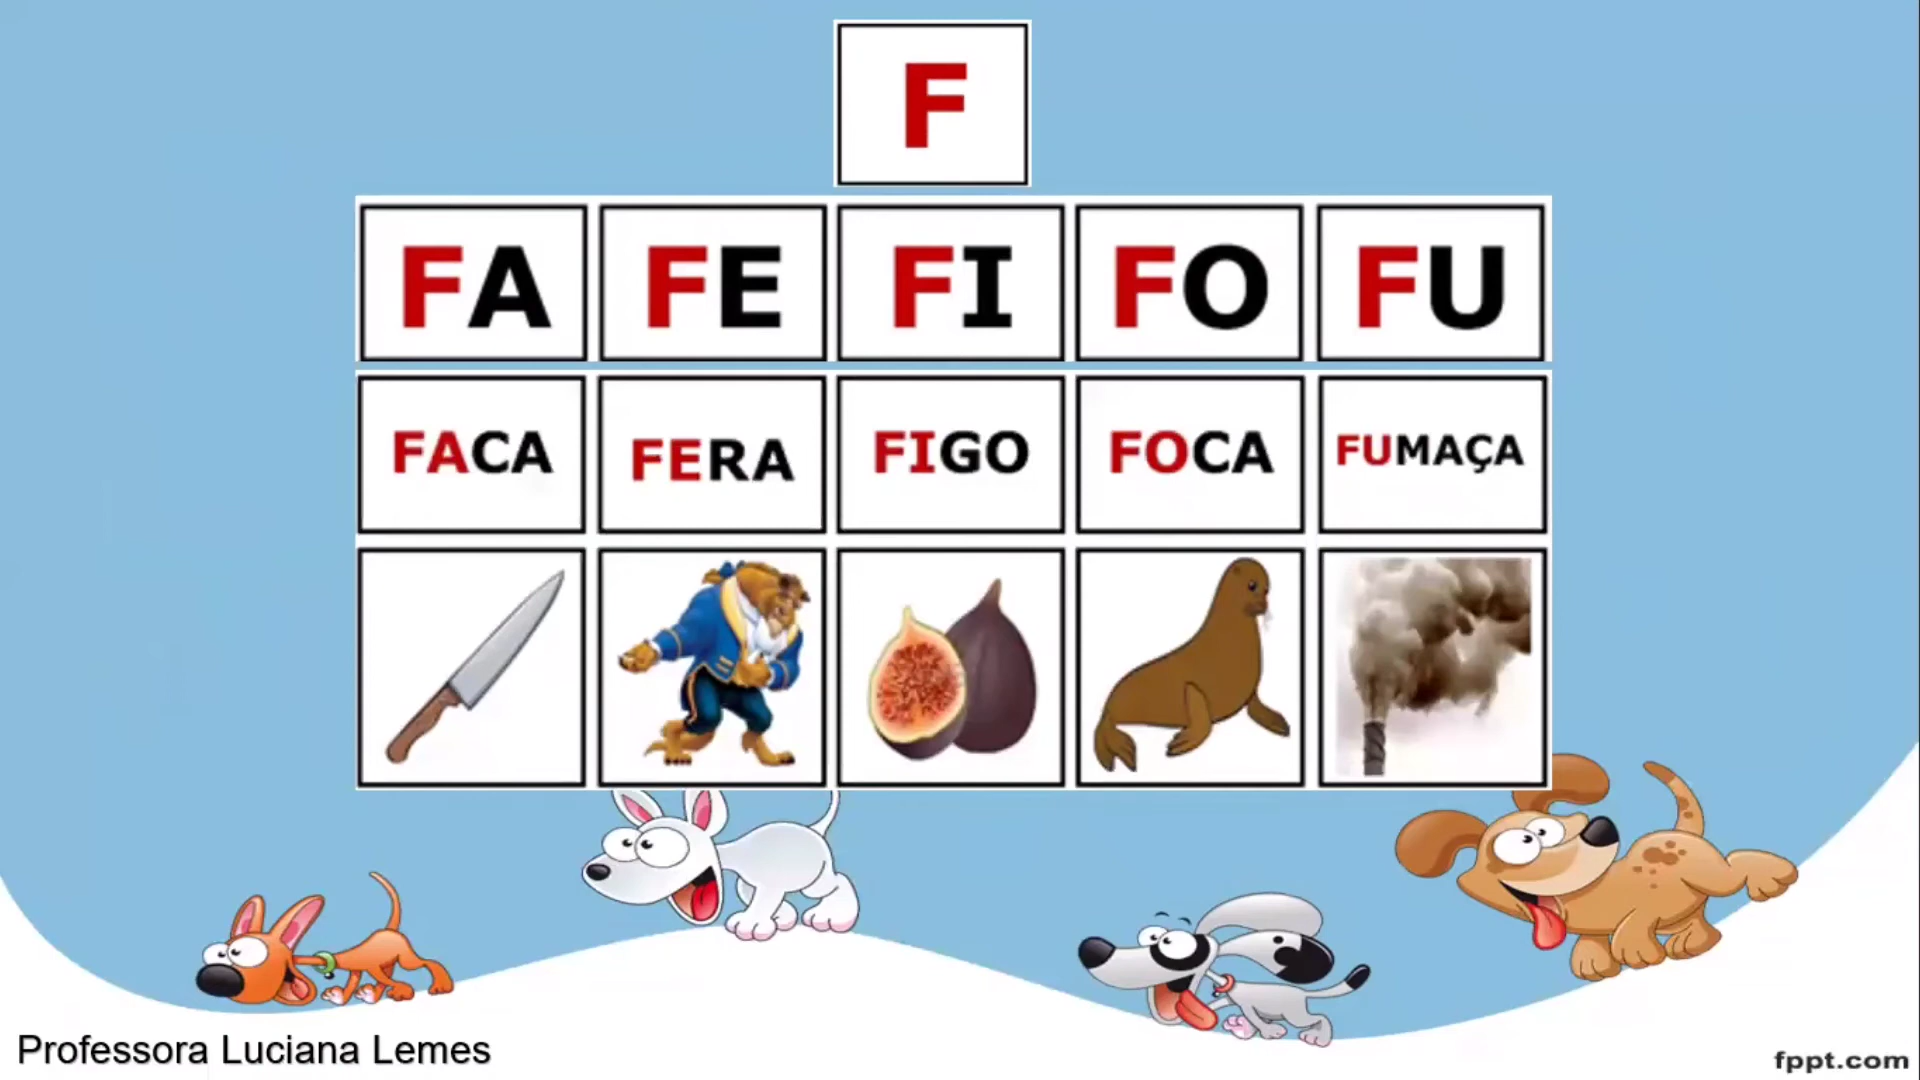 F
FA FE FI FO FU
FACA FERA FIGO FOCA FUMAÇA
Professora Luciana Lemes
fppt.com